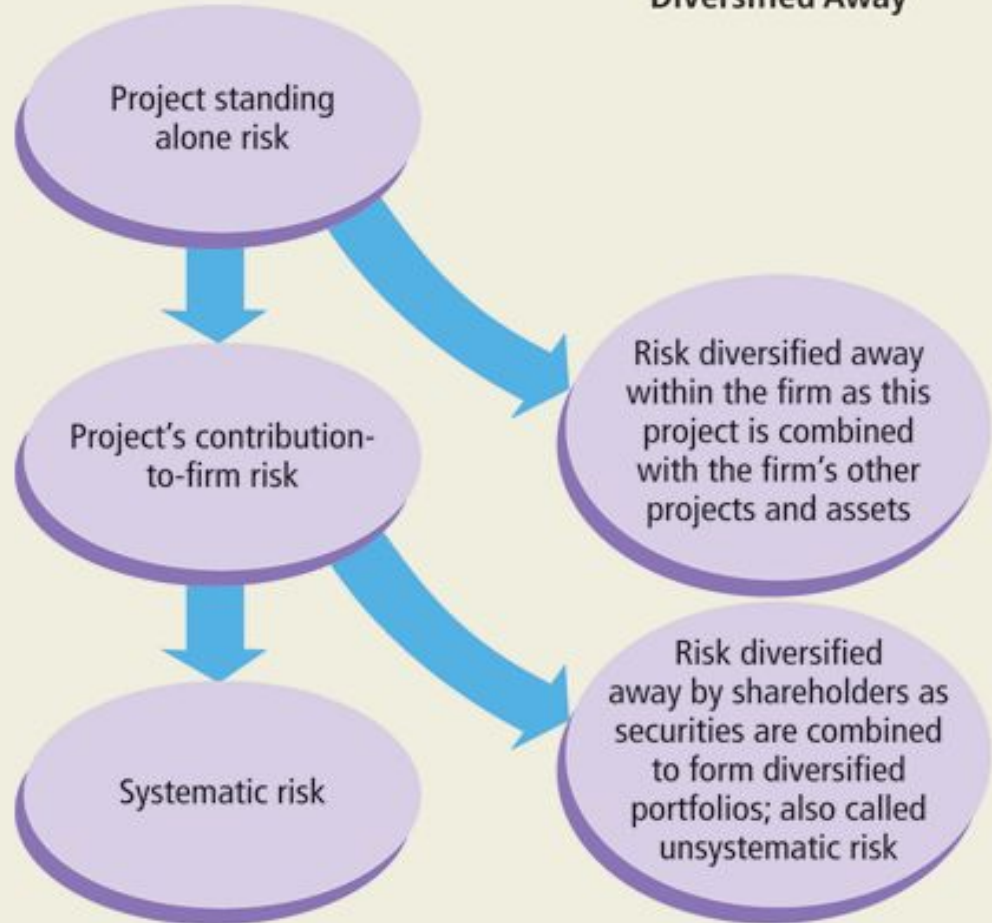 Diversified Away
Project standing
alone risk
Risk diversified away
within the firm as this
project is combined
with the firm's other
projects and assets
Project's contribution-
to-firm risk
Risk diversified
away by shareholders as
securities are combined
to form diversified
portfolios; also called
unsystematic risk
Systematic risk